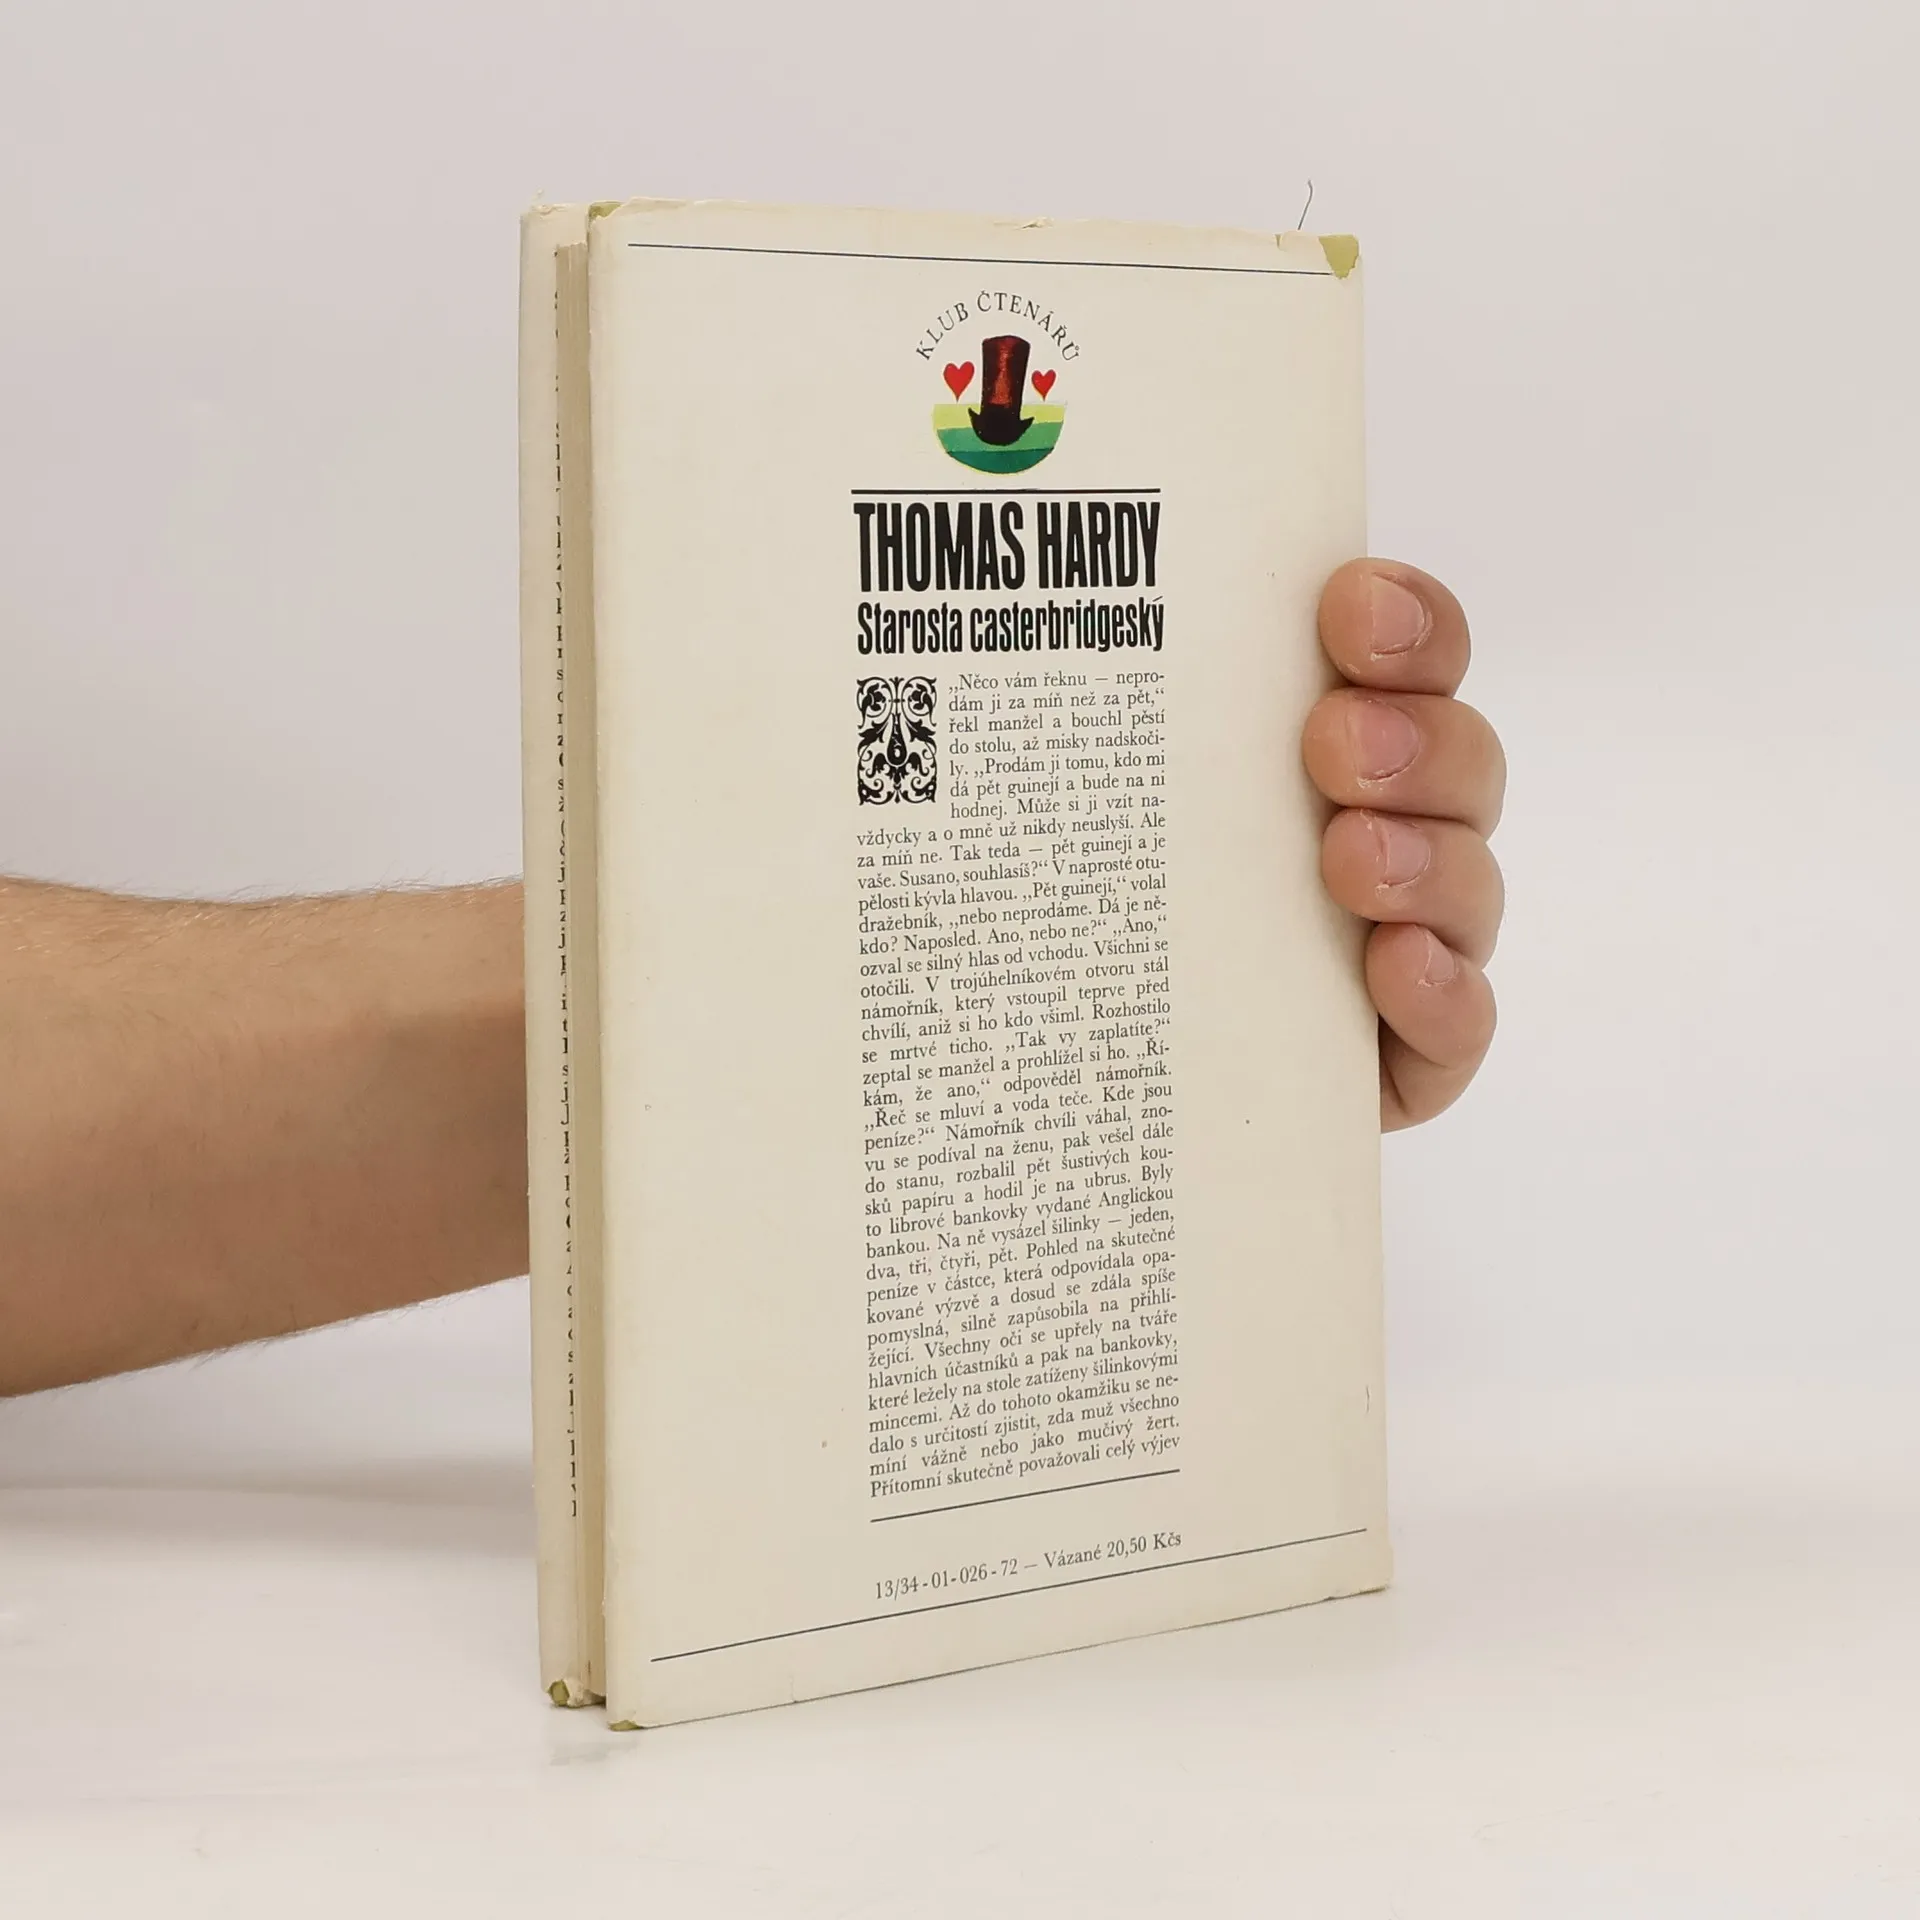 KLUB ČTENÁŘŮ
THOMAS HARDY
Starosta casterbridgeský
„Něco vám řeknu — nepro-
dám ji za míň než za pět,“
řekl manžel a bouchl pěstí
do stolu, až misky nadskoči-
ly. „Prodám ji tomu, kdo mi
dá pět guinejí a bude na ni
hodnej. Může si ji vzít na-
vždycky a o mně už nikdy neuslyší. Ale
za míň ne. Tak teda — pět guinejí a je
vaše. Susano, souhlasíš?“ V naprosté otu-
pělosti kývla hlavou. „Pět guinejí,“ volal
dražebník, „nebo neprodáme. Dá je ně-
kdo? Naposled. Ano, nebo ne?“ „Ano,“
ozval se silný hlas od vchodu. Všichni se
otočili. V trojúhelníkovém otvoru stál
námořník, který vstoupil teprve před
chvílí, aniž si ho kdo všiml. Rozhostilo
se mrtvé ticho. „Tak vy zaplatíte?“
zeptal se manžel a prohlížel si ho. „Ří-
kám, že ano,“ odpověděl námořník.
„Řeč se mluví a voda teče. Kde jsou
peníze?“ Námořník chvíli váhal, zno-
vu se podíval na ženu, pak vešel dále
do stanu, rozbalil pět šustivých kou-
sků papíru a hodil je na ubrus. Byly
to librové bankovky vydané Anglickou
bankou. Na ně vysázel šilinky — jeden,
dva, tři, čtyři, pět. Pohled na skutečné
peníze v částce, která odpovídala opa-
kované výzvě a dosud se zdála spíše
pomyslná, silně zapůsobila na přihlí-
žející. Všechny oči se upřely na tváře
hlavních účastníků a pak na bankovky,
které ležely na stole zatíženy šilinkovými
mincemi. Až do tohoto okamžiku se ne-
dalo s určitostí zjistit, zda muž všechno
míní vážně nebo jako mučivý žert.
Přítomní skutečně považovali celý výjev
13/34-01-026-72 — Vázané 20,50 Kčs